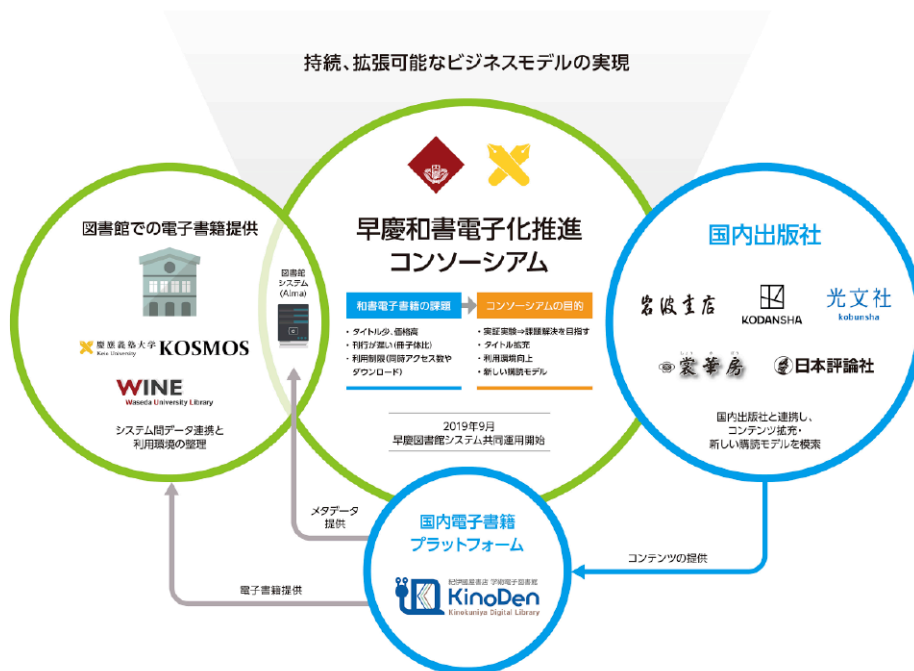 持続、拡張可能なビジネスモデルの実現
図書館での電子書籍提供
慶應義塾大学
Keio University
KOSMOS
WINE
Waseda University Library
システム間データ連携と
利用環境の整理
図書館
システム
(Alma)
早慶和書電子化推進
コンソーシアム
和書電子書籍の課題
・タイトル少、価格高
・刊行が遅い(冊子体比)
・利用制限(同時アクセス数や
ダウンロード)
コンソーシアムの目的
・実証実験⇒課題解決を目指す
・タイトル拡充
・利用環境向上
・新しい購読モデル
2019年9月
早慶図書館システム共同運用開始
国内出版社
岩波書店
KODANSHA
光文社
kobunsha
裳華房
日本評論社
国内出版社と連携し、
コンテンツ拡充・
新しい購読モデルを模索
メタデータ
提供
電子書籍提供
コンテンツの提供
国内電子書籍
プラットフォーム
紀伊國屋書店 学術電子図書館
KinoDen
Kinokuniya Digital Library